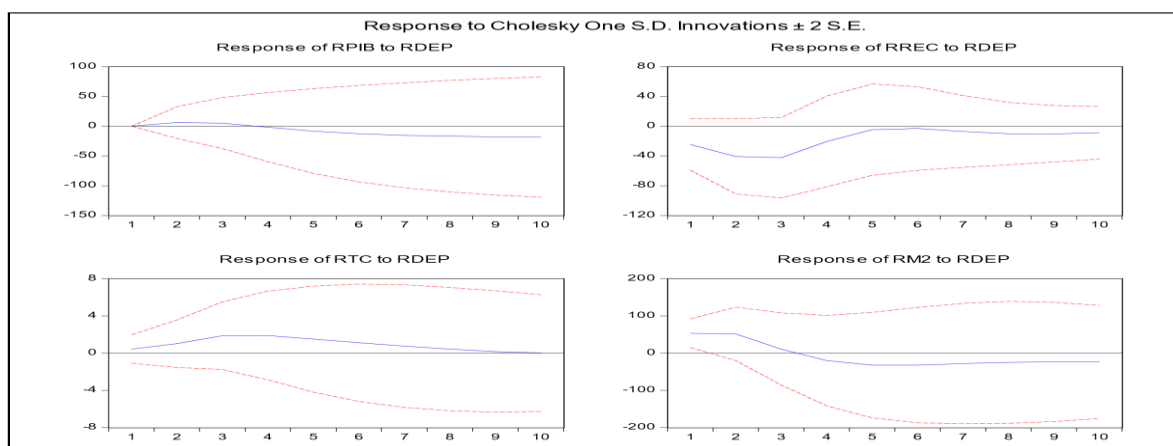 Response to Cholesky One S.D. Innovations ± 2 S.E.
Response of RPIB to RDEP
100
50
0
-50
-100
-150
1 2 3 4 5 6 7 8 9 10
Response of RREC to RDEP
80
40
0
-40
-80
-120
1 2 3 4 5 6 7 8 9 10
Response of RTC to RDEP
8
4
0
-4
-8
1 2 3 4 5 6 7 8 9 10
Response of RM2 to RDEP
200
100
0
-100
-200
1 2 3 4 5 6 7 8 9 10